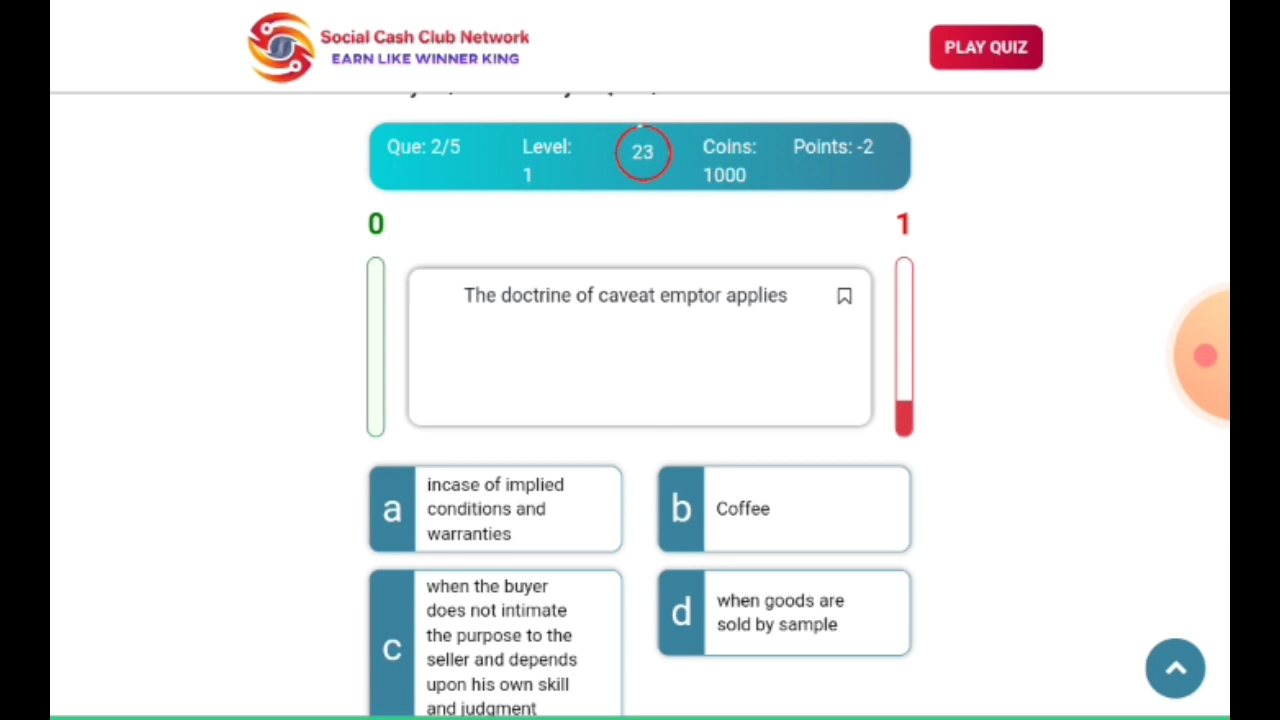 Social Cash Club Network
EARN LIKE WINNER KING
PLAY QUIZ
Que: 2/5
Level:
1
23
Coins:
1000
Points: -2
0
1
The doctrine of caveat emptor applies
a
incase of implied
conditions and
warranties
b
Coffee
c
when the buyer
does not intimate
the purpose to the
seller and depends
upon his own skill
and judgment
d
when goods are
sold by sample